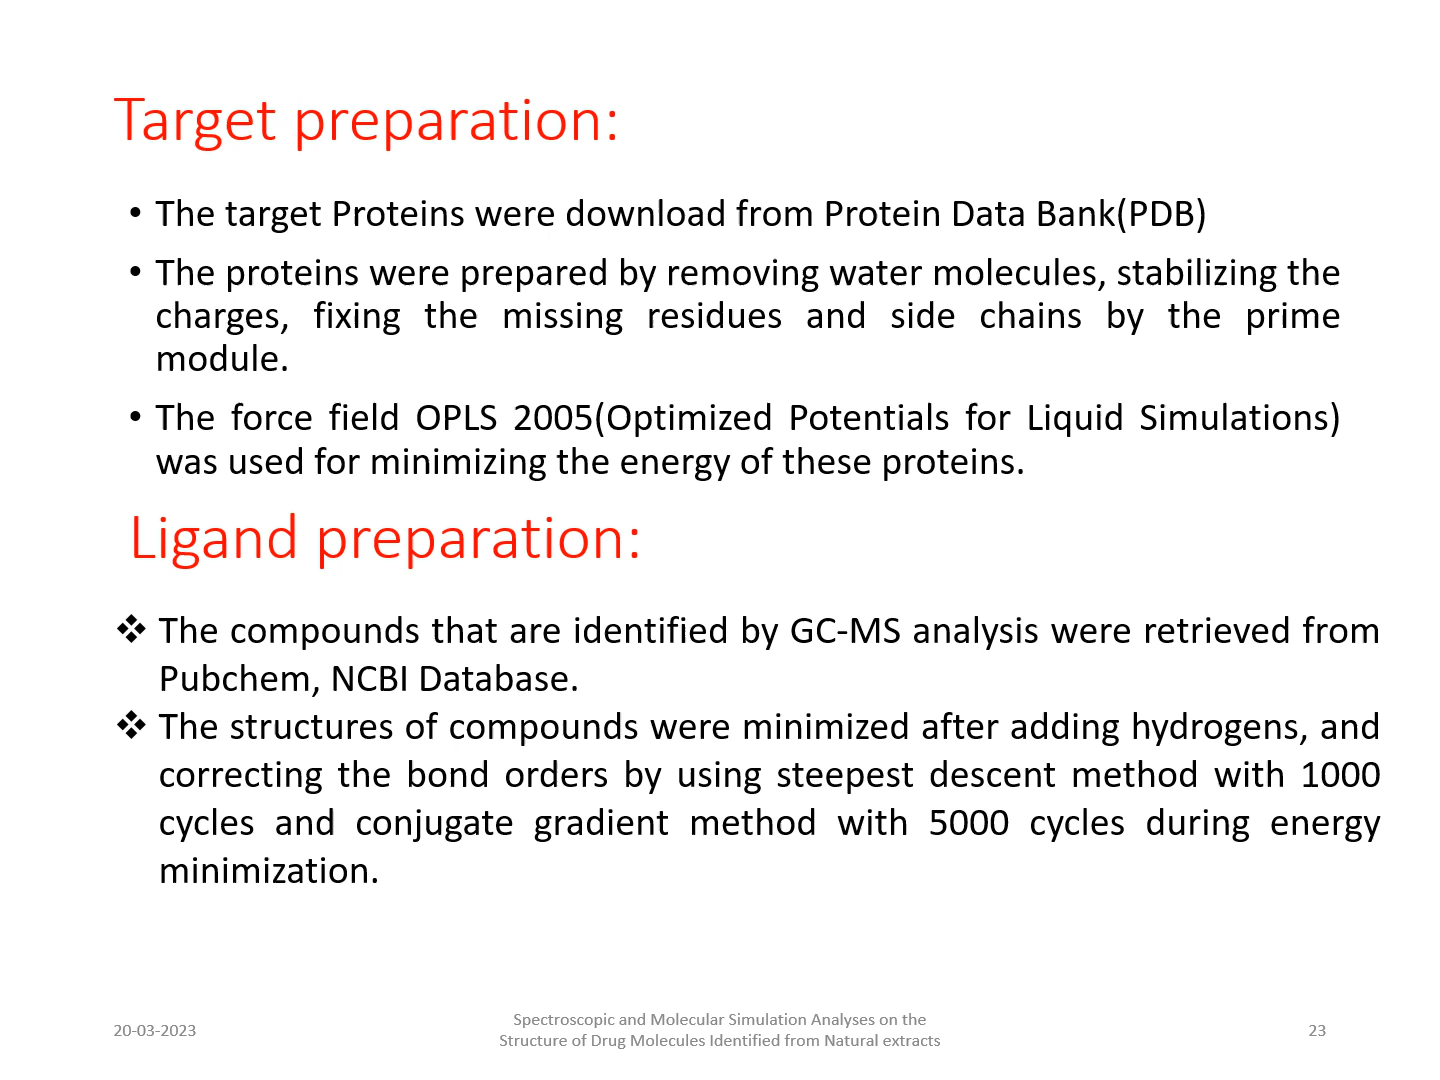 Target preparation:
• The target Proteins were download from Protein Data Bank(PDB)
• The proteins were prepared by removing water molecules, stabilizing the
charges, fixing the missing residues and side chains by the prime
module.
• The force field OPLS 2005(Optimized Potentials for Liquid Simulations)
was used for minimizing the energy of these proteins.
Ligand preparation:
❖ The compounds that are identified by GC-MS analysis were retrieved from
Pubchem, NCBI Database.
❖ The structures of compounds were minimized after adding hydrogens, and
correcting the bond orders by using steepest descent method with 1000
cycles and conjugate gradient method with 5000 cycles during energy
minimization.
20-03-2023
Spectroscopic and Molecular Simulation Analyses on the
Structure of Drug Molecules Identified from Natural extracts
23